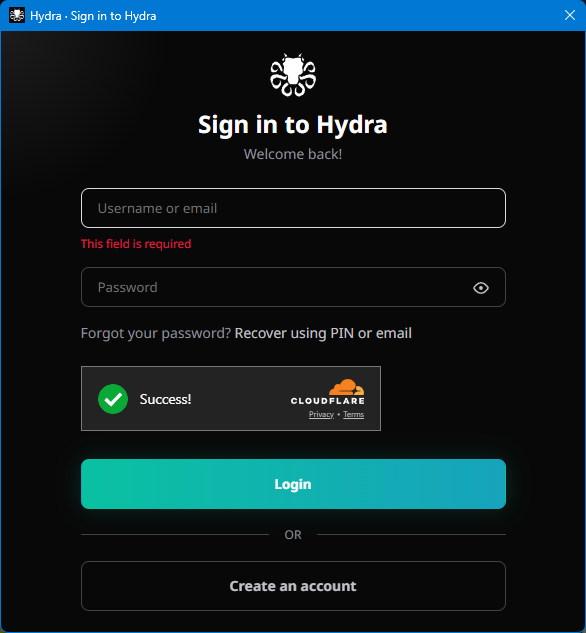 Hydra · Sign in to Hydra
Sign in to Hydra
Welcome back!
Username or email
This field is required
Password
Forgot your password? Recover using PIN or email
Success!
CLOUDFLARE
Privacy • Terms
Login
OR
Create an account